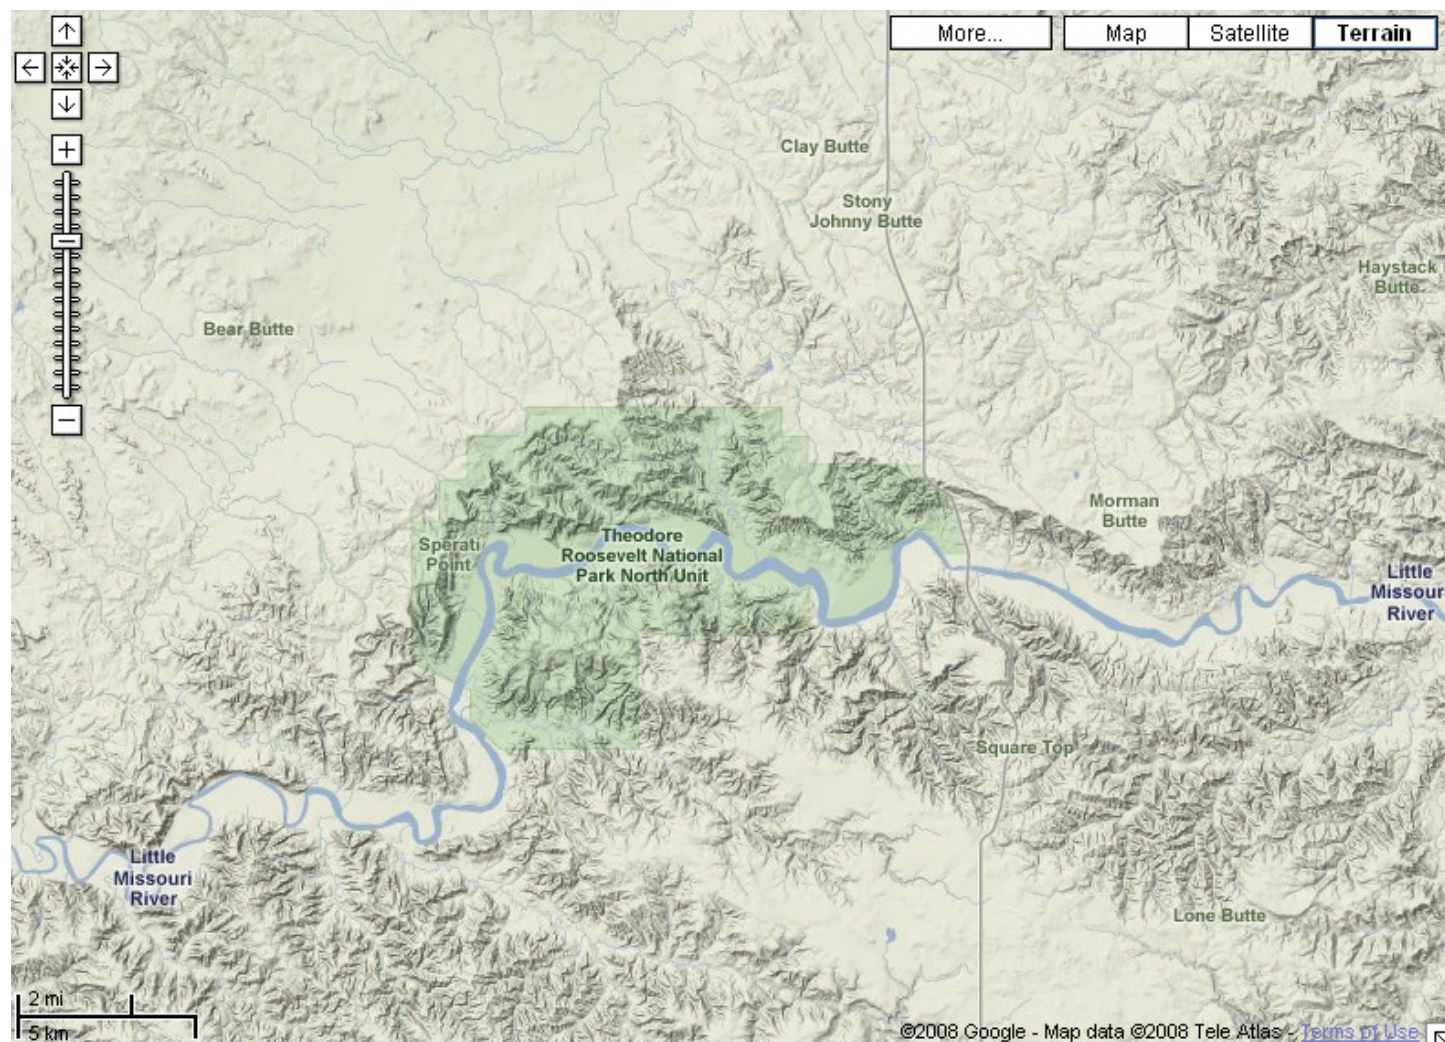 More...
Map
Satellite
Terrain
Clay Butte
Stony
Johnny Butte
Haystack
Butte
Bear Butte
Morman
Butte
Sperati
Point
Theodore
Roosevelt National
Park North Unit
Little
Missour
River
Square Top
Little
Missouri
River
Lone Butte
2 mi
5 km
©2008 Google - Map data ©2008 Tele Atlas - Terms of Use